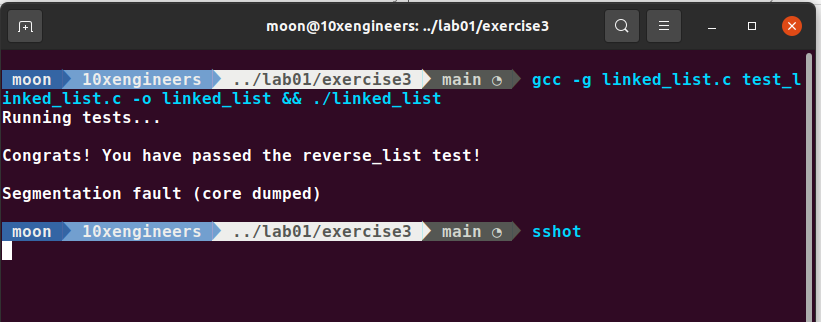 moon@10xengineers: ../lab01/exercise3
moon 10xengineers ../lab01/exercise3 main ◔ gcc -g linked_list.c test_l
inked_list.c -o linked_list && ./linked_list
Running tests...
Congrats! You have passed the reverse_list test!
Segmentation fault (core dumped)
moon 10xengineers ../lab01/exercise3 main ◔ sshot